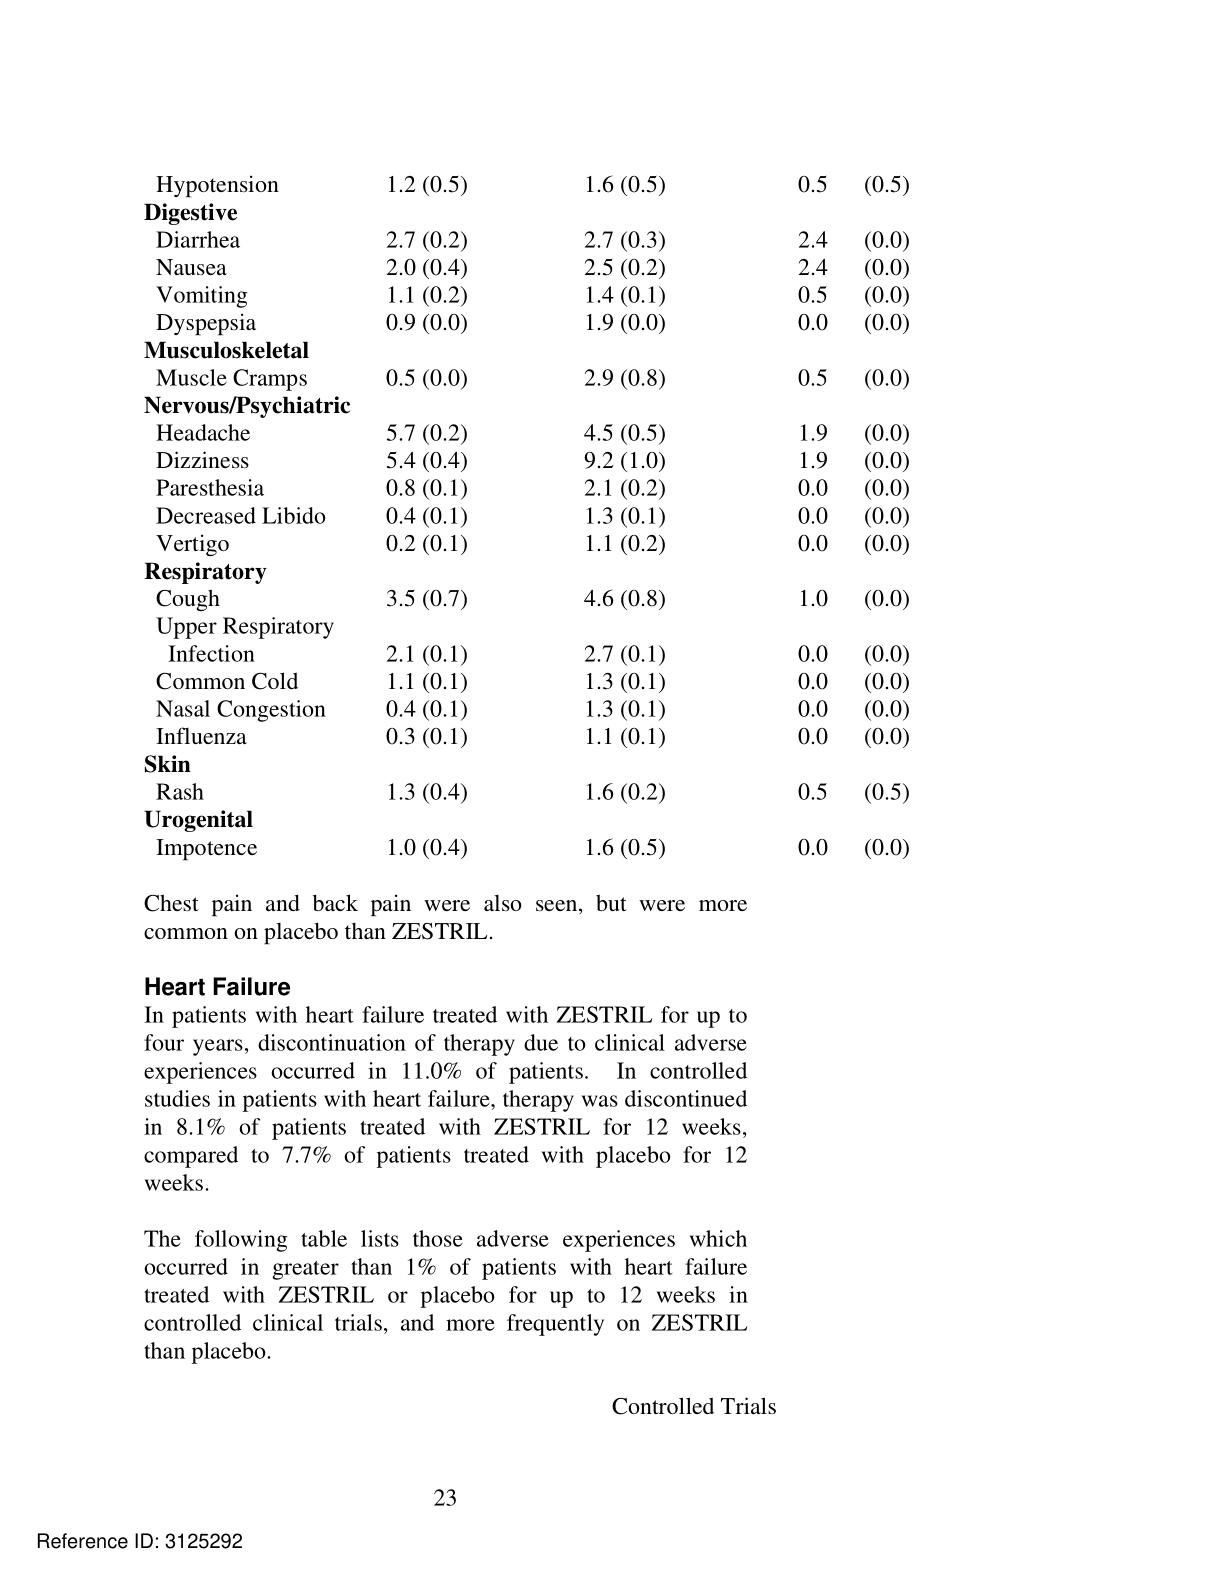 Hypotension 1.2 (0.5) 1.6 (0.5) 0.5 (0.5)
Digestive
Diarrhea 2.7 (0.2) 2.7 (0.3) 2.4 (0.0)
Nausea 2.0 (0.4) 2.5 (0.2) 2.4 (0.0)
Vomiting 1.1 (0.2) 1.4 (0.1) 0.5 (0.0)
Dyspepsia 0.9 (0.0) 1.9 (0.0) 0.0 (0.0)
Musculoskeletal
Muscle Cramps 0.5 (0.0) 2.9 (0.8) 0.5 (0.0)
Nervous/Psychiatric
Headache 5.7 (0.2) 4.5 (0.5) 1.9 (0.0)
Dizziness 5.4 (0.4) 9.2 (1.0) 1.9 (0.0)
Paresthesia 0.8 (0.1) 2.1 (0.2) 0.0 (0.0)
Decreased Libido 0.4 (0.1) 1.3 (0.1) 0.0 (0.0)
Vertigo 0.2 (0.1) 1.1 (0.2) 0.0 (0.0)
Respiratory
Cough 3.5 (0.7) 4.6 (0.8) 1.0 (0.0)
Upper Respiratory
Infection 2.1 (0.1) 2.7 (0.1) 0.0 (0.0)
Common Cold 1.1 (0.1) 1.3 (0.1) 0.0 (0.0)
Nasal Congestion 0.4 (0.1) 1.3 (0.1) 0.0 (0.0)
Influenza 0.3 (0.1) 1.1 (0.1) 0.0 (0.0)
Skin
Rash 1.3 (0.4) 1.6 (0.2) 0.5 (0.5)
Urogenital
Impotence 1.0 (0.4) 1.6 (0.5) 0.0 (0.0)
Chest pain and back pain were also seen, but were more
common on placebo than ZESTRIL.
Heart Failure
In patients with heart failure treated with ZESTRIL for up to
four years, discontinuation of therapy due to clinical adverse
experiences occurred in 11.0% of patients. In controlled
studies in patients with heart failure, therapy was discontinued
in 8.1% of patients treated with ZESTRIL for 12 weeks,
compared to 7.7% of patients treated with placebo for 12
weeks.
The following table lists those adverse experiences which
occurred in greater than 1% of patients with heart failure
treated with ZESTRIL or placebo for up to 12 weeks in
controlled clinical trials, and more frequently on ZESTRIL
than placebo.
Controlled Trials
23
Reference ID: 3125292